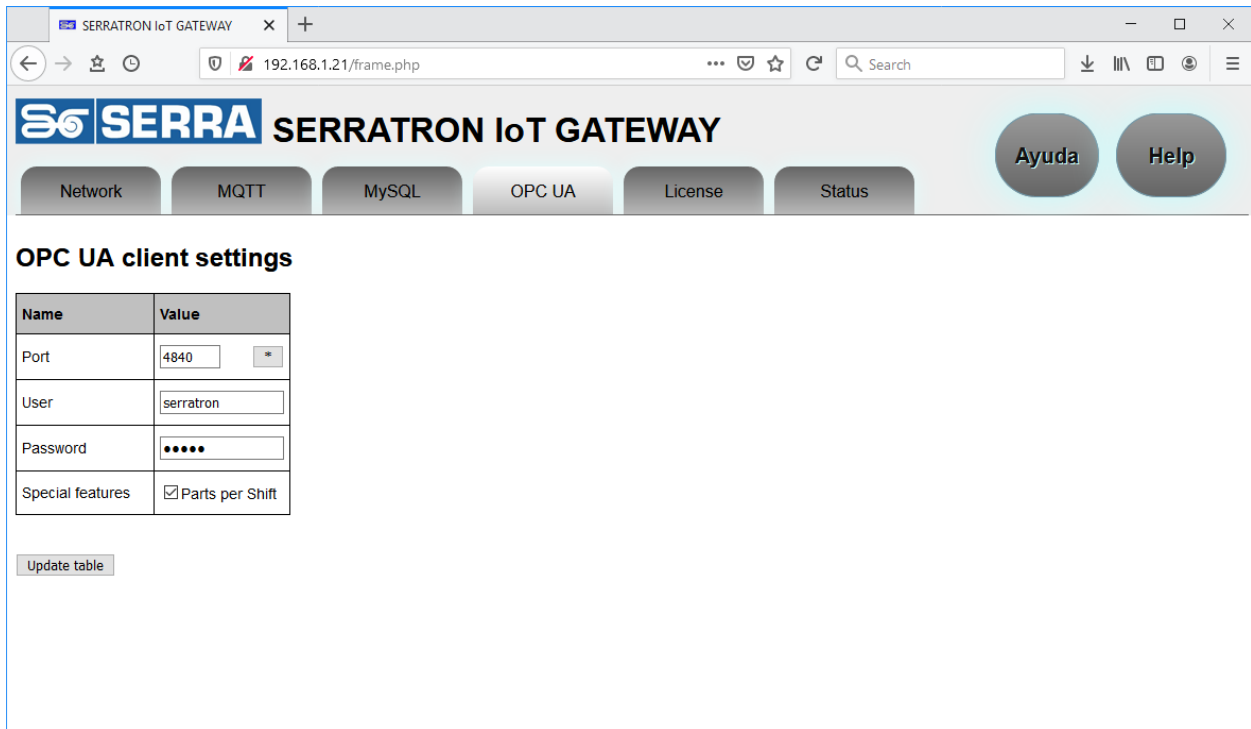 SERRATRON IoT GATEWAY
192.168.1.21/frame.php
Search
SERRA SERRATRON IoT GATEWAY
Ayuda Help
Network MQTT MySQL OPC UA License Status
OPC UA client settings
Name Value
Port 4840 *
User serratron
Password •••••
Special features Parts per Shift
Update table